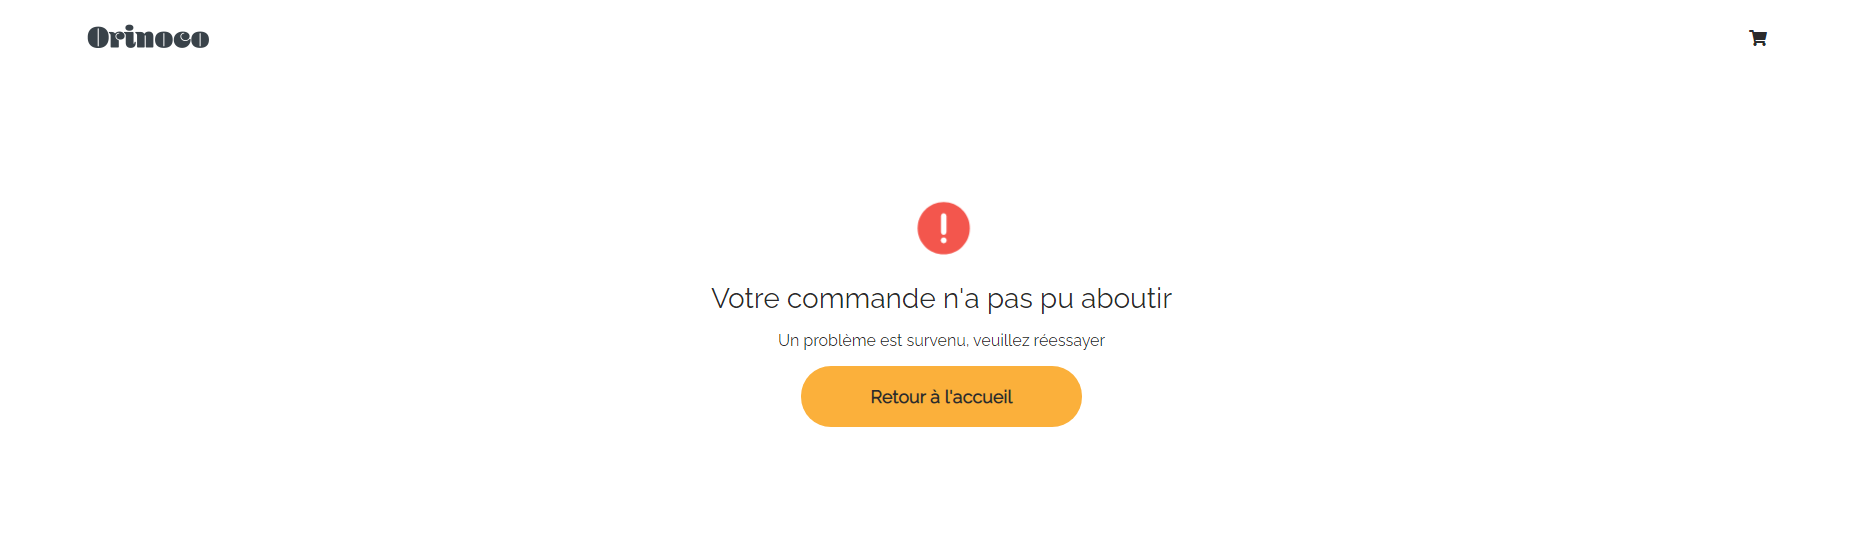 Orinoco
Votre commande n'a pas pu aboutir
Un problème est survenu, veuillez réessayer
Retour à l'accueil